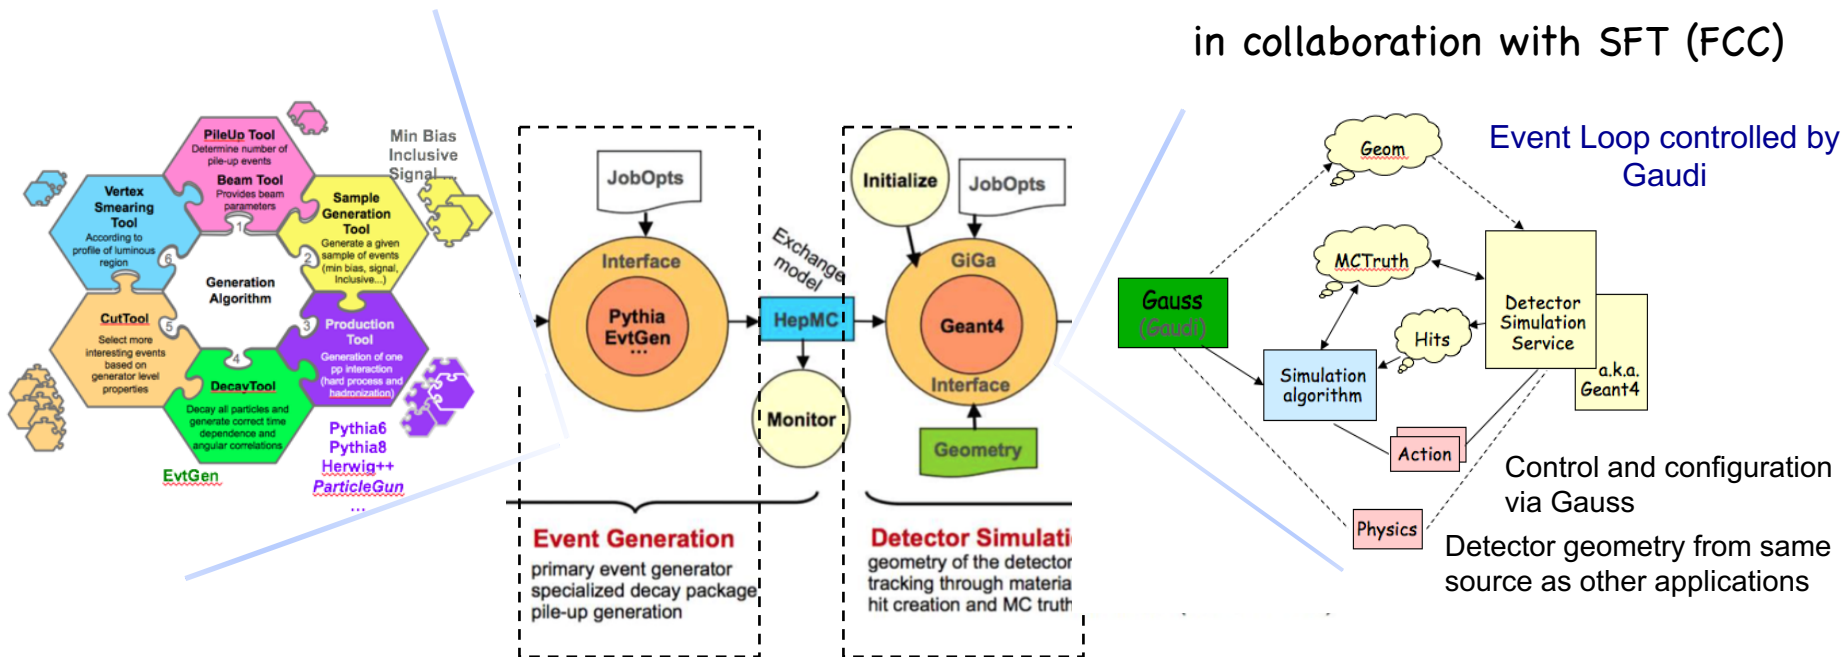 in collaboration with SFT (FCC)
PileUp Tool
Determine number of
pile-up events
Beam Tool
Provides beam
parameters
1
Min Bias
Inclusive
Signal ...
Vertex
Smearing
Tool
According to
profile of luminous
region
6
Sample
Generation
Tool
Generate a given
sample of events
(min bias, signal,
Inclusive...)
2
Generation
Algorithm
CutTool
Select more
interesting events
based on
generator level
properties
5
Production
Tool
Generation of one
pp interaction
(hard process and
hadronization)
3
4
DecayTool
Decay all particles and
generate correct time
dependence and
angular correlations
EvtGen
Pythia6
Pythia8
Herwig++
ParticleGun
...
JobOpts
Interface
Pythia
EvtGen
...
Exchange
model
HepMC
Monitor
Initialize
JobOpts
GiGa
Geant4
Interface
Geometry
Event Generation
primary event generator
specialized decay package
pile-up generation
Detector Simulati
geometry of the detector
tracking through materia
hit creation and MC truth
Event Loop controlled by
Gaudi
Geom
MCTruth
Hits
Gauss
(Gaudi)
Simulation
algorithm
Detector
Simulation
Service
a.k.a.
Geant4
Action
Physics
Control and configuration
via Gauss
Detector geometry from same
source as other applications